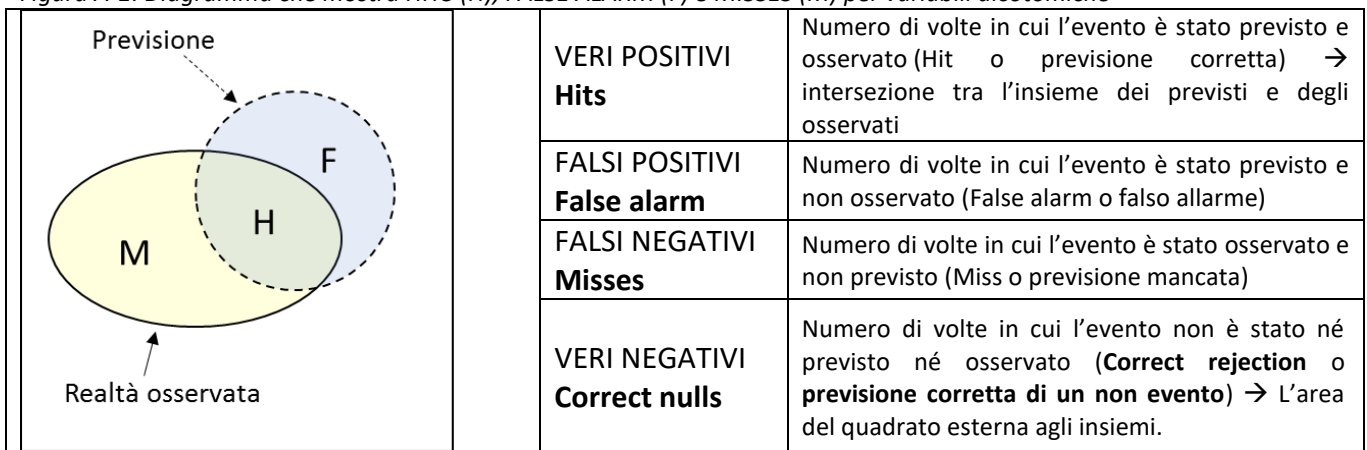 Previsione
F
H
M
Realtà osservata
VERI POSITIVI
Hits
Numero di volte in cui l'evento è stato previsto e
osservato (Hit o previsione corretta) →
intersezione tra l'insieme dei previsti e degli
osservati
FALSI POSITIVI
False alarm
Numero di volte in cui l'evento è stato previsto e
non osservato (False alarm o falso allarme)
FALSI NEGATIVI
Misses
Numero di volte in cui l'evento è stato osservato e
non previsto (Miss o previsione mancata)
VERI NEGATIVI
Correct nulls
Numero di volte in cui l'evento non è stato né
previsto né osservato (Correct rejection o
previsione corretta di un non evento) → L'area
del quadrato esterna agli insiemi.